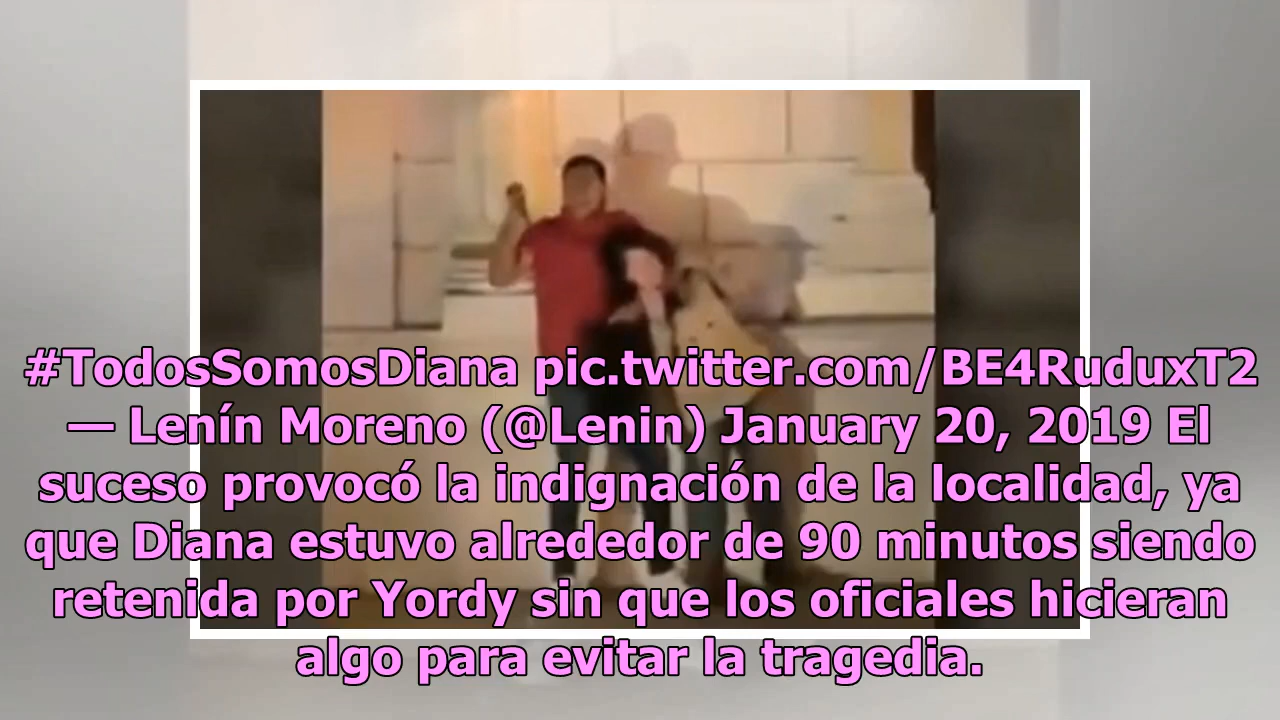 #TodosSomosDiana pic.twitter.com/BE4RuduxT2
— Lenín Moreno (@Lenin) January 20, 2019 El
suceso provocó la indignación de la localidad, ya
que Diana estuvo alrededor de 90 minutos siendo
retenida por Yordy sin que los oficiales hicieran
algo para evitar la tragedia.